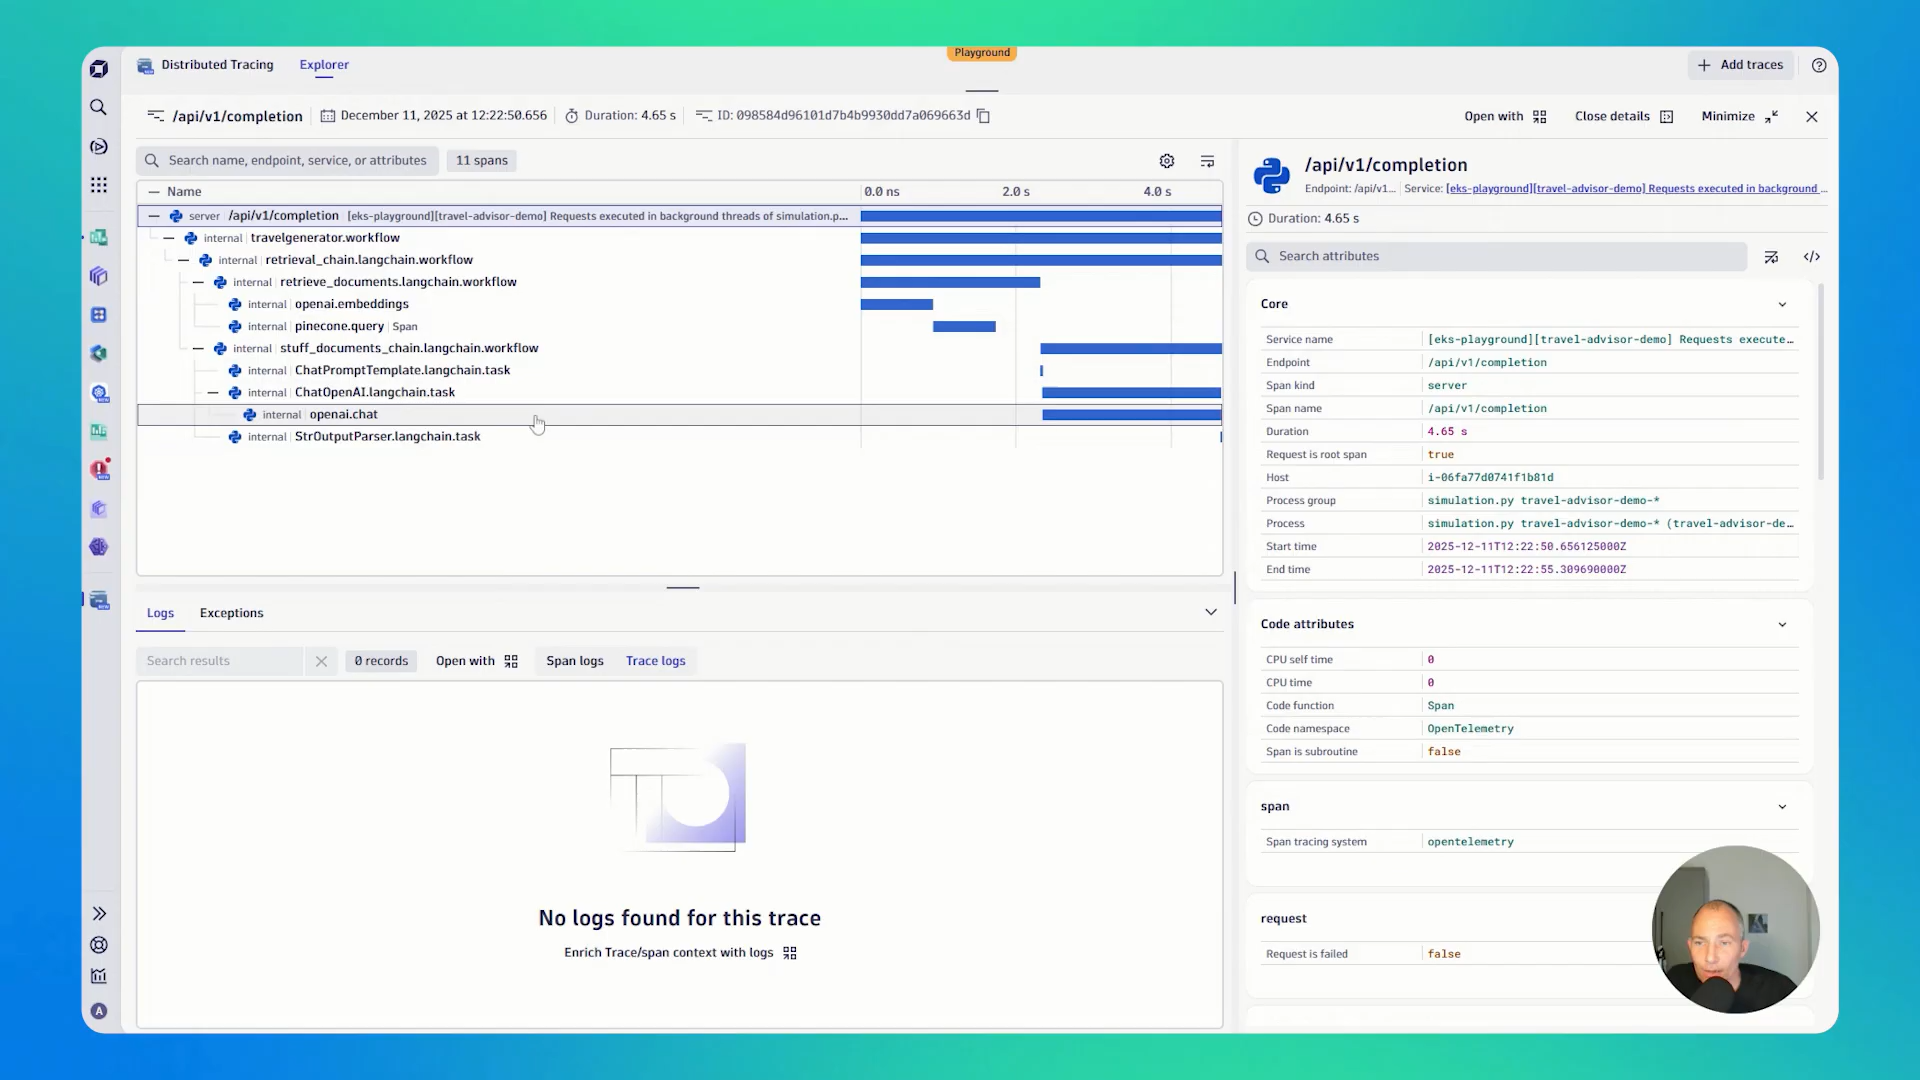 Playground
Distributed Tracing
Explorer
Add traces
/api/v1/completion
December 11, 2025 at 12:22:50.656
Duration: 4.65 s
ID: 098584d96101d7b4b9930dd7a069663d
Open with
Close details
Minimize
Search name, endpoint, service, or attributes
11 spans
Name
0.0 ns
2.0 s
4.0 s
server /api/v1/completion [eks-playground][travel-advisor-demo] Requests executed in background threads of simulation.p...
internal travelgenerator.workflow
internal retrieval_chain.langchain.workflow
internal retrieve_documents.langchain.workflow
internal openai.embeddings
internal pinecone.query Span
internal stuff_documents_chain.langchain.workflow
internal ChatPromptTemplate.langchain.task
internal ChatOpenAI.langchain.task
internal openai.chat
internal StrOutputParser.langchain.task
Logs
Exceptions
Search results
0 records
Open with
Span logs
Trace logs
No logs found for this trace
Enrich Trace/span context with logs
/api/v1/completion
Endpoint: /api/v1... Service: [eks-playground][travel-advisor-demo] Requests executed in background ...
Duration: 4.65 s
Search attributes
</>
Core
Service name [eks-playground][travel-advisor-demo] Requests execute...
Endpoint /api/v1/completion
Span kind server
Span name /api/v1/completion
Duration 4.65 s
Request is root span true
Host i-06fa77d0741f1b81d
Process group simulation.py travel-advisor-demo-*
Process simulation.py travel-advisor-demo-* (travel-advisor-de...
Start time 2025-12-11T12:22:50.656125000Z
End time 2025-12-11T12:22:55.309690000Z
Code attributes
CPU self time 0
CPU time 0
Code function Span
Code namespace OpenTelemetry
Span is subroutine false
span
Span tracing system opentelemetry
request
Request is failed false
A